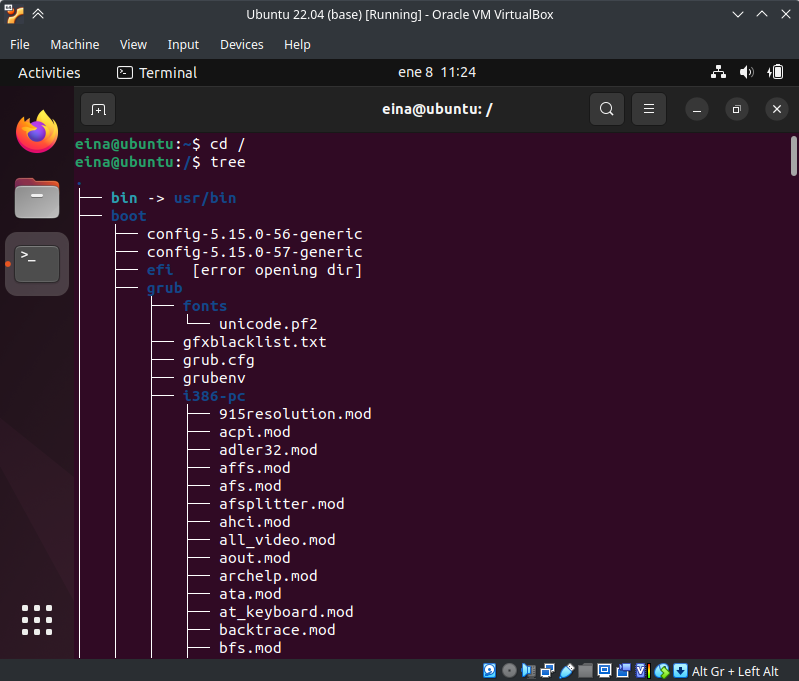 Ubuntu 22.04 (base) [Running] - Oracle VM VirtualBox
File Machine View Input Devices Help
Activities Terminal ene 8 11:24
eina@ubuntu: /
eina@ubuntu:~$ cd /
eina@ubuntu:/$ tree
.
├── bin -> usr/bin
├── boot
│   ├── config-5.15.0-56-generic
│   ├── config-5.15.0-57-generic
│   ├── efi  [error opening dir]
│   ├── grub
│   │   ├── fonts
│   │   │   └── unicode.pf2
│   │   ├── gfxblacklist.txt
│   │   ├── grub.cfg
│   │   ├── grubenv
│   │   ├── i386-pc
│   │   │   ├── 915resolution.mod
│   │   │   ├── acpi.mod
│   │   │   ├── adler32.mod
│   │   │   ├── affs.mod
│   │   │   ├── afs.mod
│   │   │   ├── afsplitter.mod
│   │   │   ├── ahci.mod
│   │   │   ├── all_video.mod
│   │   │   ├── aout.mod
│   │   │   ├── archelp.mod
│   │   │   ├── ata.mod
│   │   │   ├── at_keyboard.mod
│   │   │   ├── backtrace.mod
│   │   │   ├── bfs.mod
Alt Gr + Left Alt